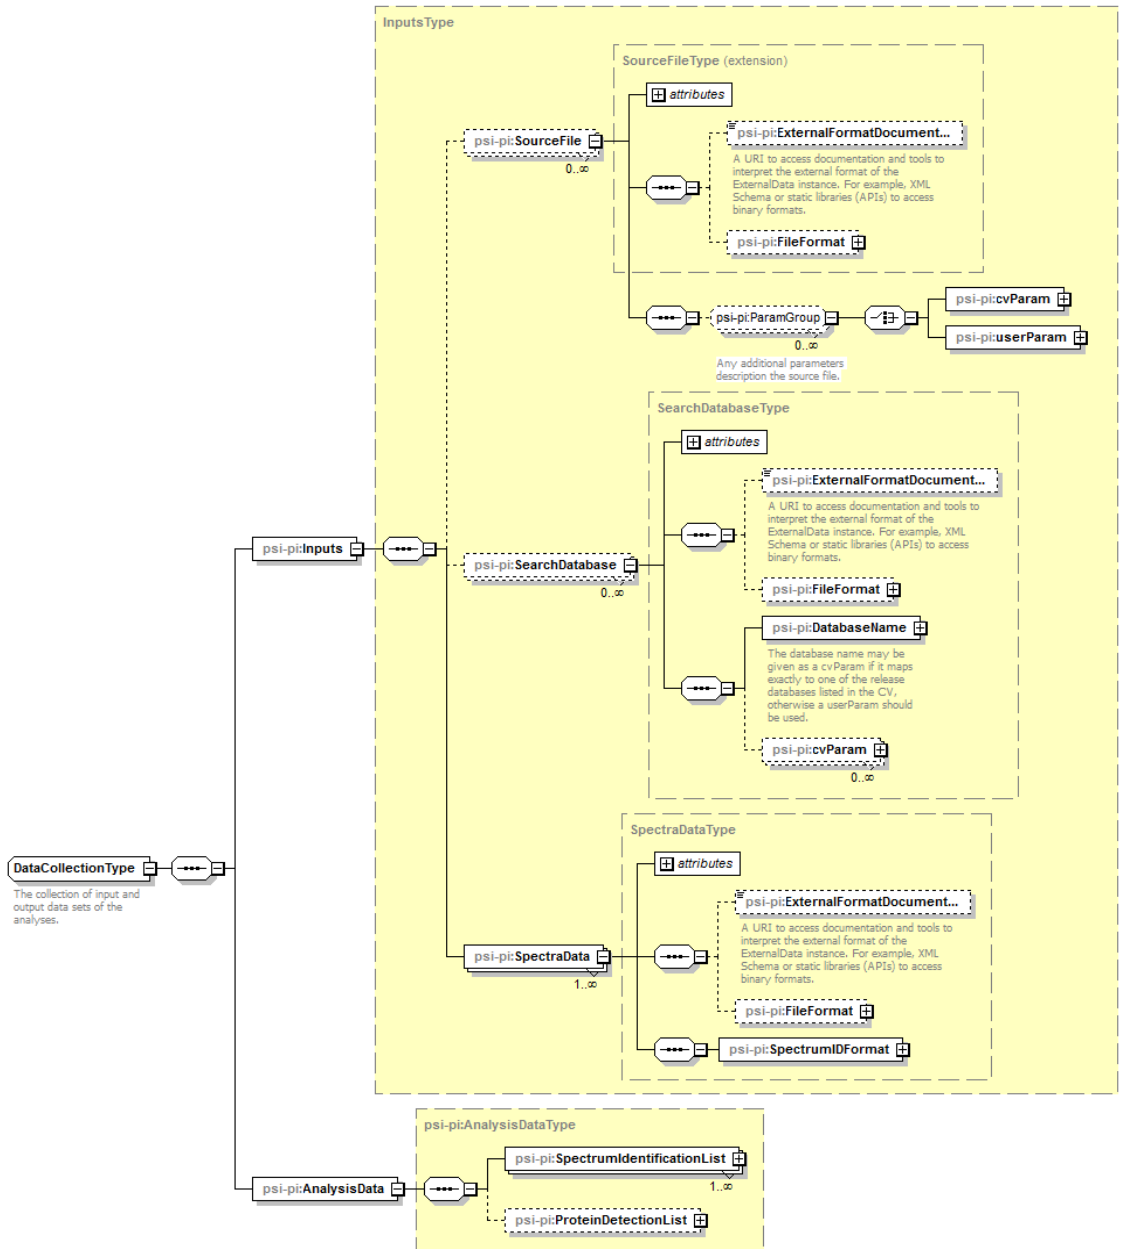 InputsType
SourceFileType (extension)
attributes
psi-pi:SourceFile
0..∞
psi-pi:ExternalFormatDocument...
A URI to access documentation and tools to
interpret the external format of the
ExternalData instance. For example, XML
Schema or static libraries (APIs) to access
binary formats.
psi-pi:FileFormat
psi-pi:ParamGroup
0..∞
Any additional parameters
description the source file.
psi-pi:cvParam
psi-pi:userParam
SearchDatabaseType
attributes
psi-pi:ExternalFormatDocument...
A URI to access documentation and tools to
interpret the external format of the
ExternalData instance. For example, XML
Schema or static libraries (APIs) to access
binary formats.
psi-pi:Inputs
psi-pi:SearchDatabase
0..∞
psi-pi:FileFormat
psi-pi:DatabaseName
The database name may be
given as a cvParam if it maps
exactly to one of the release
databases listed in the CV,
otherwise a userParam should
be used.
psi-pi:cvParam
0..∞
SpectraDataType
attributes
DataCollectionType
The collection of input and
output data sets of the
analyses.
psi-pi:ExternalFormatDocument...
A URI to access documentation and tools to
interpret the external format of the
ExternalData instance. For example, XML
Schema or static libraries (APIs) to access
binary formats.
psi-pi:SpectraData
1..∞
psi-pi:FileFormat
psi-pi:SpectrumIDFormat
psi-pi:AnalysisDataType
psi-pi:SpectrumIdentificationList
1..∞
psi-pi:AnalysisData
psi-pi:ProteinDetectionList